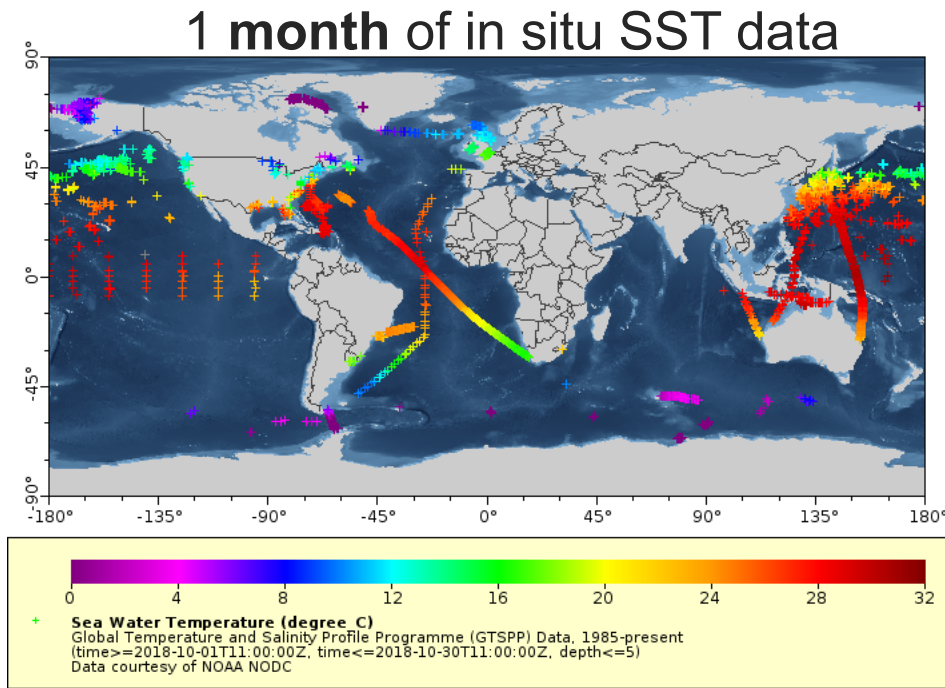 1 month of in situ SST data
90°
45°
0°
-45°
-90°
-180° -135° -90° -45° 0° 45° 90° 135° 180°
0 4 8 12 16 20 24 28 32
Sea Water Temperature (degree_C)
Global Temperature and Salinity Profile Programme (GTSPP) Data, 1985-present
(time>=2018-10-01T11:00:00Z, time<=2018-10-30T11:00:00Z, depth<=5)
Data courtesy of NOAA NODC